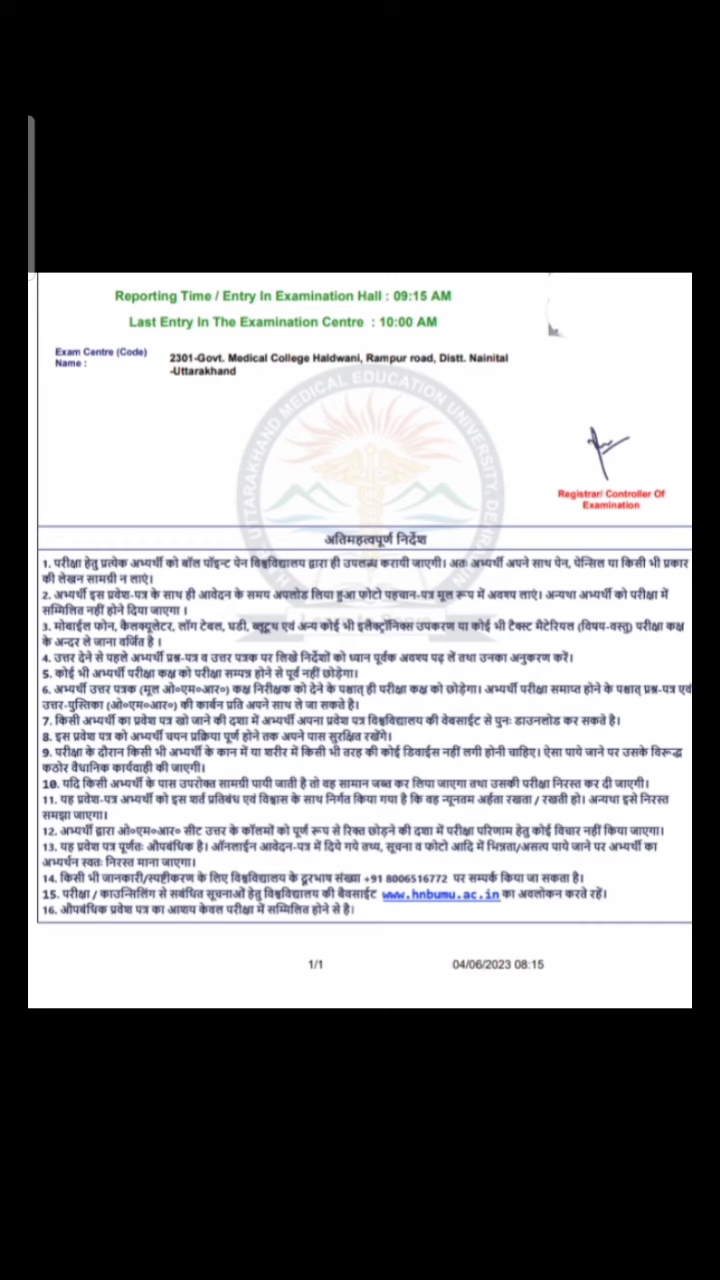 Reporting Time / Entry In Examination Hall : 09:15 AM
Last Entry In The Examination Centre : 10:00 AM
Exam Centre (Code)
Name :
2301-Govt. Medical College Haldwani, Rampur road, Distt. Nainital
-Uttarakhand
UTTARAKHAND MEDICAL EDUCATION UNIVERSITY, DEHRADUN
Registrar/ Controller Of
Examination
अतिमहत्वपूर्ण निर्देश
1. परीक्षा हेतु प्रत्येक अभ्यर्थी को बॉल पॉइन्ट पेन विश्वविद्यालय द्वारा ही उपलब्ध करायी जाएगी। अतः अभ्यर्थी अपने साथ पेन, पेन्सिल या किसी भी प्रकार
की लेखन सामग्री न लाएं।
2. अभ्यर्थी इस प्रवेश-पत्र के साथ ही आवेदन के समय अपलोड लिया हुआ फोटो पहचान-पत्र मूल रूप में अवश्य लाएं। अन्यथा अभ्यर्थी को परीक्षा में
सम्मिलित नहीं होने दिया जाएगा ।
3. मोबाईल फोन, कैलक्यूलेटर, लॉग टेबल, घडी, ब्लूटूथ एवं अन्य कोई भी इलैक्ट्रॉनिक्स उपकरण या कोई भी टैक्स्ट मैटेरियल (विषय-वस्तु) परीक्षा कक्ष
के अन्दर ले जाना वर्जित है ।
4. उत्तर देने से पहले अभ्यर्थी प्रश्न-पत्र व उत्तर पत्रक पर लिखे निर्देशों को ध्यान पूर्वक अवश्य पढ़ लें तथा उनका अनुकरण करें।
5. कोई भी अभ्यर्थी परीक्षा कक्ष को परीक्षा सम्पन्न होने से पूर्व नहीं छोड़ेगा।
6. अभ्यर्थी उत्तर पत्रक (मूल ओ०एम०आर०) कक्ष निरीक्षक को देने के पश्चात् ही परीक्षा कक्ष को छोड़ेगा। अभ्यर्थी परीक्षा समाप्त होने के पश्चात् प्रश्न-पत्र एवं
उत्तर-पुस्तिका (ओ०एम०आर०) की कार्बन प्रति अपने साथ ले जा सकते है।
7. किसी अभ्यर्थी का प्रवेश पत्र खो जाने की दशा में अभ्यर्थी अपना प्रवेश पत्र विश्वविद्यालय की वेबसाईट से पुनः डाउनलोड कर सकते है।
8. इस प्रवेश पत्र को अभ्यर्थी चयन प्रक्रिया पूर्ण होने तक अपने पास सुरक्षित रखेंगे।
9. परीक्षा के दौरान किसी भी अभ्यर्थी के कान में या शरीर में किसी भी तरह की कोई डिवाईस नहीं लगी होनी चाहिए। ऐसा पाये जाने पर उसके विरूद्ध
कठोर वैधानिक कार्यवाही की जाएगी।
10. यदि किसी अभ्यर्थी के पास उपरोक्त सामग्री पायी जाती है तो वह सामान जब्त कर लिया जाएगा तथा उसकी परीक्षा निरस्त कर दी जाएगी।
11. यह प्रवेश-पत्र अभ्यर्थी को इस शर्त प्रतिबंध एवं विश्वास के साथ निर्गत किया गया है कि वह न्यूनतम अर्हता रखता / रखती हो। अन्यथा इसे निरस्त
समझा जाएगा।
12. अभ्यर्थी द्वारा ओ०एम०आर० सीट उत्तर के कॉलमों को पूर्ण रूप से रिक्त छोड़ने की दशा में परीक्षा परिणाम हेतु कोई विचार नहीं किया जाएगा।
13. यह प्रवेश पत्र पूर्णतः औपबंधिक है। ऑनलाईन आवेदन-पत्र में दिये गये तथ्य, सूचना व फोटो आदि में भिन्नता/असत्य पाये जाने पर अभ्यर्थी का
अभ्यर्थन स्वतः निरस्त माना जाएगा।
14. किसी भी जानकारी/स्पष्टीकरण के लिए विश्वविद्यालय के दूरभाष संख्या +91 8006516772 पर सम्पर्क किया जा सकता है।
15. परीक्षा / काउन्सिलिंग से सबंधित सूचनाओं हेतु विश्वविद्यालय की बैवसाईट www.hnbumu.ac.in का अवलोकन करते रहें।
16. औपबंधिक प्रवेश पत्र का आशय केवल परीक्षा में सम्मिलित होने से है।
1/1
04/06/2023 08:15